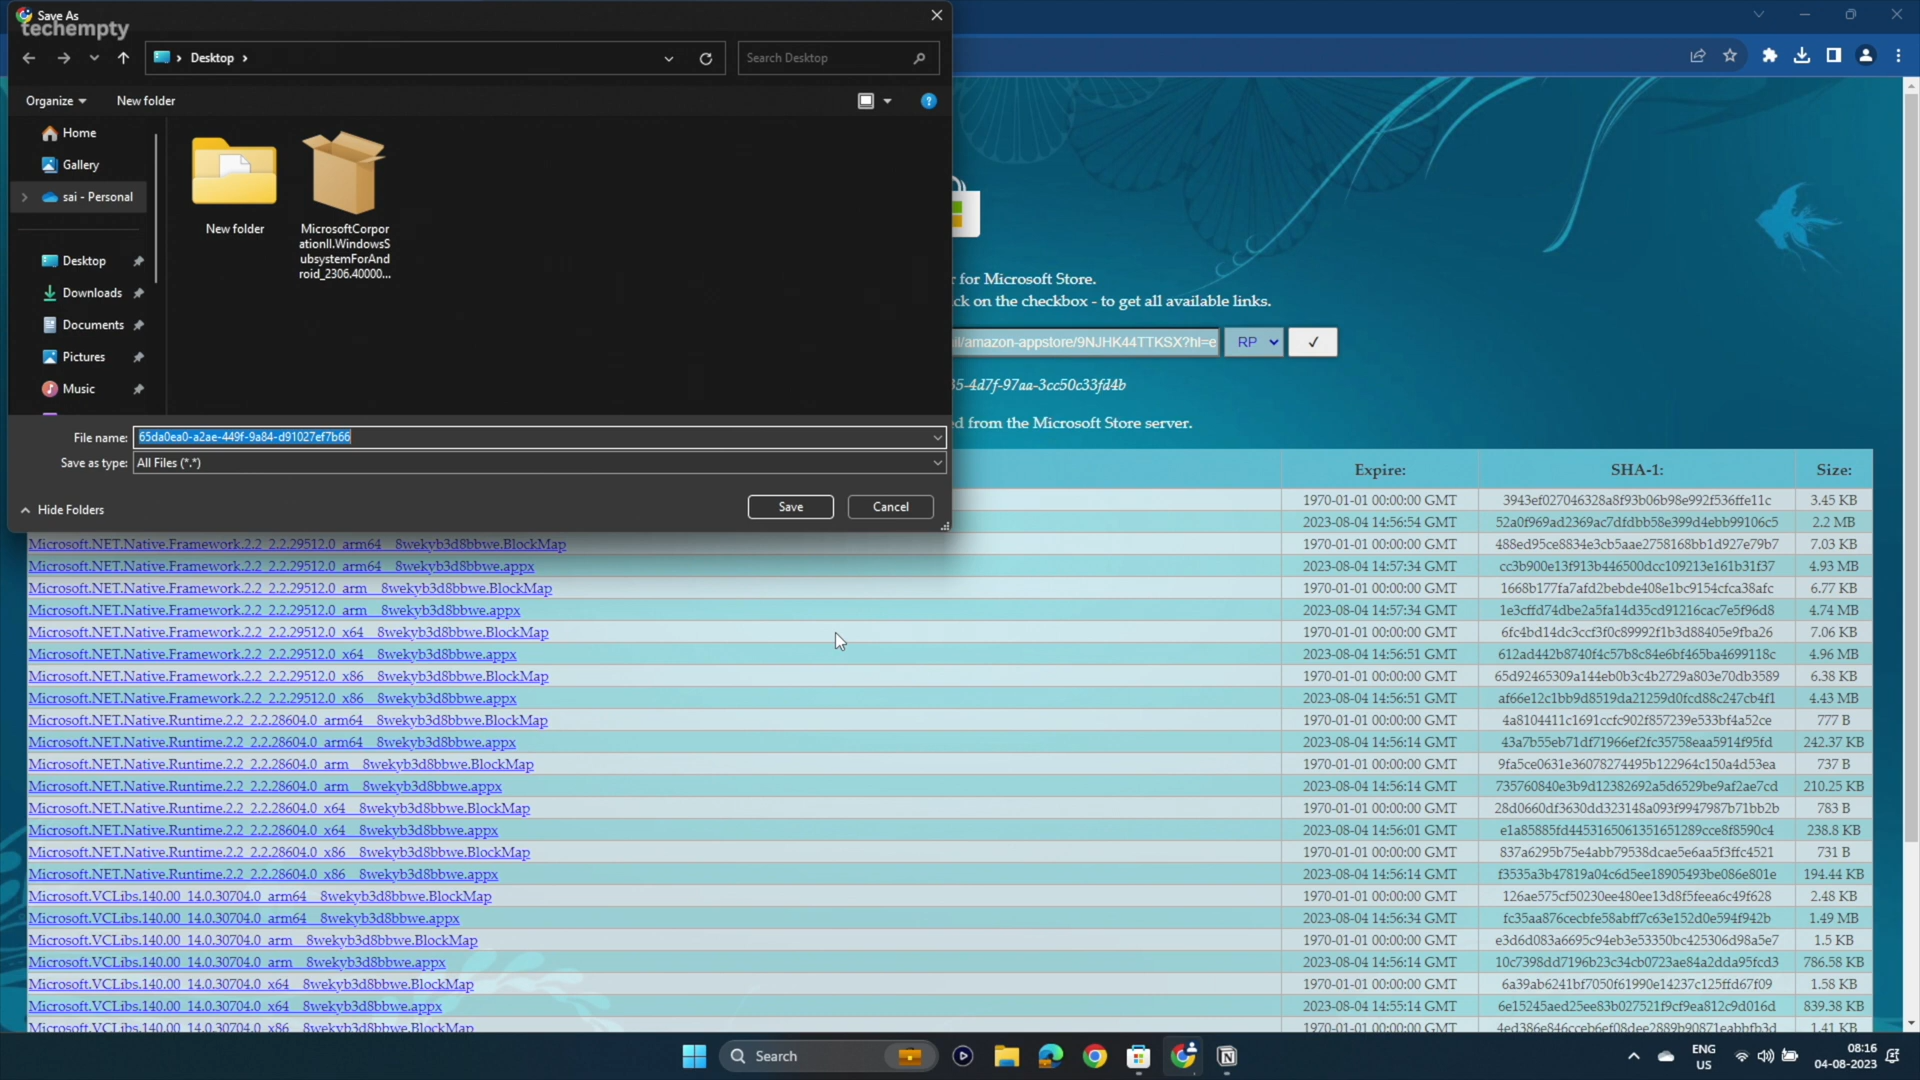 Save As
techempty
Desktop
Search Desktop
Organize
New folder
Home
Gallery
sai - Personal
Desktop
Downloads
Documents
Pictures
Music
New folder
MicrosoftCorpor
ationII.WindowsS
ubsystemForAnd
roid_2306.40000...
File name:
65da0ea0-a2ae-449f-9a84-d91027ef7b66
Save as type:
All Files (*.*)
Hide Folders
Save
Cancel
r for Microsoft Store.
ck on the checkbox - to get all available links.
il/amazon-appstore/9NJHK44TTKSX?hl=e
RP
✓
35-4d7f-97aa-3cc50c33fd4b
d from the Microsoft Store server.
Expire: SHA-1: Size:
1970-01-01 00:00:00 GMT 3943ef027046328a8f93b06b98e992f536ffe11c 3.45 KB
2023-08-04 14:56:54 GMT 52a0f969ad2369ac7dfdbb58e399d4ebb99106c5 2.2 MB
Microsoft.NET.Native.Framework.2.2_2.2.29512.0_arm64__8wekyb3d8bbwe.BlockMap 1970-01-01 00:00:00 GMT 488ed95ce8834e3cb5aae2758168bb1d927e79b7 7.03 KB
Microsoft.NET.Native.Framework.2.2_2.2.29512.0_arm64__8wekyb3d8bbwe.appx 2023-08-04 14:57:34 GMT cc3b900e13f913b446500dcc109213e161b31f37 4.93 MB
Microsoft.NET.Native.Framework.2.2_2.2.29512.0_arm__8wekyb3d8bbwe.BlockMap 1970-01-01 00:00:00 GMT 1668b177fa7afd2bebde408e1bc9154cfca38afc 6.77 KB
Microsoft.NET.Native.Framework.2.2_2.2.29512.0_arm__8wekyb3d8bbwe.appx 2023-08-04 14:57:34 GMT 1e3cffd74dbe2a5fa14d35cd91216cac7e5f96d8 4.74 MB
Microsoft.NET.Native.Framework.2.2_2.2.29512.0_x64__8wekyb3d8bbwe.BlockMap 1970-01-01 00:00:00 GMT 6fc4bd14dc3ccf3f0c89992f1b3d88405e9fba26 7.06 KB
Microsoft.NET.Native.Framework.2.2_2.2.29512.0_x64__8wekyb3d8bbwe.appx 2023-08-04 14:56:51 GMT 612ad442b8740f4c57b8c84e6bf465ba4699118c 4.96 MB
Microsoft.NET.Native.Framework.2.2_2.2.29512.0_x86__8wekyb3d8bbwe.BlockMap 1970-01-01 00:00:00 GMT 65d92465309a144eb0b3c4b2729a803e70db3589 6.38 KB
Microsoft.NET.Native.Framework.2.2_2.2.29512.0_x86__8wekyb3d8bbwe.appx 2023-08-04 14:56:51 GMT af66e12c1bb9d8519da21259d0fcd88c247cb4f1 4.43 MB
Microsoft.NET.Native.Runtime.2.2_2.2.28604.0_arm64__8wekyb3d8bbwe.BlockMap 1970-01-01 00:00:00 GMT 4a8104411c1691ccfc902f857239e533bf4a52ce 777 B
Microsoft.NET.Native.Runtime.2.2_2.2.28604.0_arm64__8wekyb3d8bbwe.appx 2023-08-04 14:56:14 GMT 43a7b55eb71df71966ef2fc35758eaa5914f95fd 242.37 KB
Microsoft.NET.Native.Runtime.2.2_2.2.28604.0_arm__8wekyb3d8bbwe.BlockMap 1970-01-01 00:00:00 GMT 9fa5ce0631e36078274495b122964c150a4d53ea 737 B
Microsoft.NET.Native.Runtime.2.2_2.2.28604.0_arm__8wekyb3d8bbwe.appx 2023-08-04 14:56:14 GMT 735760840e3b9d12382692a5d6529be9af2ae7cd 210.25 KB
Microsoft.NET.Native.Runtime.2.2_2.2.28604.0_x64__8wekyb3d8bbwe.BlockMap 1970-01-01 00:00:00 GMT 28d0660df3630dd323148a093f9947987b71bb2b 783 B
Microsoft.NET.Native.Runtime.2.2_2.2.28604.0_x64__8wekyb3d8bbwe.appx 2023-08-04 14:56:01 GMT e1a85885fd4453165061351651289cce8f8590c4 238.8 KB
Microsoft.NET.Native.Runtime.2.2_2.2.28604.0_x86__8wekyb3d8bbwe.BlockMap 1970-01-01 00:00:00 GMT 837a6295b75e4abb79538dcae5e6aa5f3ffc4521 731 B
Microsoft.NET.Native.Runtime.2.2_2.2.28604.0_x86__8wekyb3d8bbwe.appx 2023-08-04 14:56:14 GMT f3535a3b47819a04c6d5ee18905493be086e801e 194.44 KB
Microsoft.VCLibs.140.00_14.0.30704.0_arm64__8wekyb3d8bbwe.BlockMap 1970-01-01 00:00:00 GMT 126ae575cf50230ee480ee13d8f5feea6c49f628 2.48 KB
Microsoft.VCLibs.140.00_14.0.30704.0_arm64__8wekyb3d8bbwe.appx 2023-08-04 14:56:34 GMT fc35aa876cecbfe58abff7c63e152d0e594f942b 1.49 MB
Microsoft.VCLibs.140.00_14.0.30704.0_arm__8wekyb3d8bbwe.BlockMap 1970-01-01 00:00:00 GMT e3d6d083a6695c94eb3e53350bc425306d98a5e7 1.5 KB
Microsoft.VCLibs.140.00_14.0.30704.0_arm__8wekyb3d8bbwe.appx 2023-08-04 14:56:14 GMT 10c7398dd7196b23c34cb0723ae84a2dda95fcd3 786.58 KB
Microsoft.VCLibs.140.00_14.0.30704.0_x64__8wekyb3d8bbwe.BlockMap 1970-01-01 00:00:00 GMT 6a39ab6241bf7050f61990e14237c125ffd67f09 1.58 KB
Microsoft.VCLibs.140.00_14.0.30704.0_x64__8wekyb3d8bbwe.appx 2023-08-04 14:55:14 GMT 6e15245aed25ee83b027521f9cf9ea812c9d016d 839.38 KB
Microsoft.VCLibs.140.00_14.0.30704.0_x86__8wekyb3d8bbwe.BlockMap 1970-01-01 00:00:00 GMT 4ed386e846cceb6ef08dee2889b90871eabbfb3d 1.41 KB
Search
ENG
US
08:16
04-08-2023